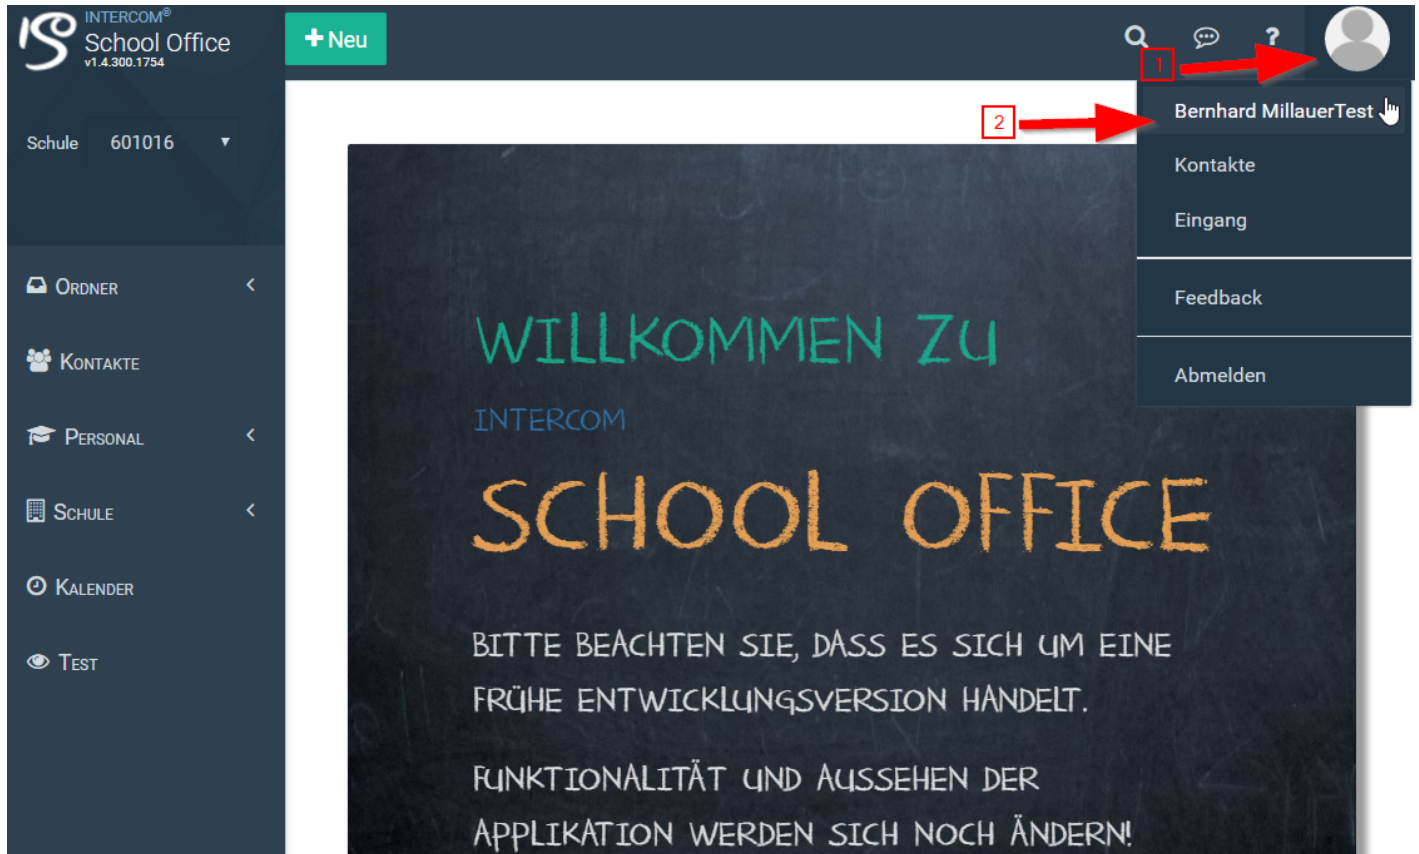 INTERCOM®
School Office
v1.4.300.1754
Neu
?
1
Schule 601016
2
Bernhard MillauerTest
Kontakte
Eingang
Feedback
Abmelden
Ordner
Kontakte
Personal
Schule
Kalender
Test
WILLKOMMEN ZU
INTERCOM
SCHOOL OFFICE
BITTE BEACHTEN SIE, DASS ES SICH UM EINE
FRÜHE ENTWICKLUNGSVERSION HANDELT.
FUNKTIONALITÄT UND AUSSEHEN DER
APPLIKATION WERDEN SICH NOCH ÄNDERN!